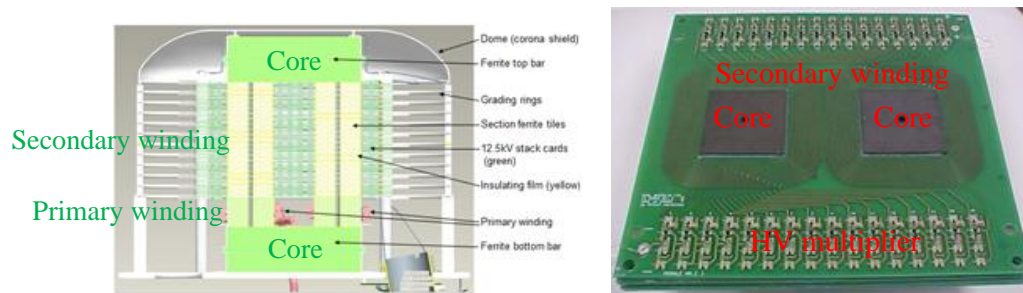 Core
Dome (corona shield)
Ferrite top bar
Grading rings
Secondary winding
Section ferrite tiles
12.5kV stack cards
(green)
Insulating film (yellow)
Primary winding
Primary winding
Core
Ferrite bottom bar
Secondary winding
Core
Core
HV multiplier